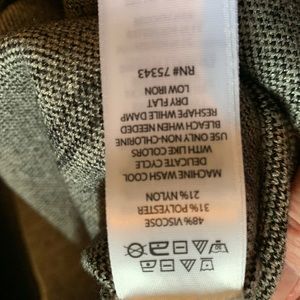 48% VISCOSE
31% POLYESTER
21% NYLON
MACHINE WASH COOL
DELICATE CYCLE
WITH LIKE COLORS
USE ONLY NON-CHLORINE
BLEACH WHEN NEEDED
RESHAPE WHILE DAMP
DRY FLAT
LOW IRON
RN# 75343